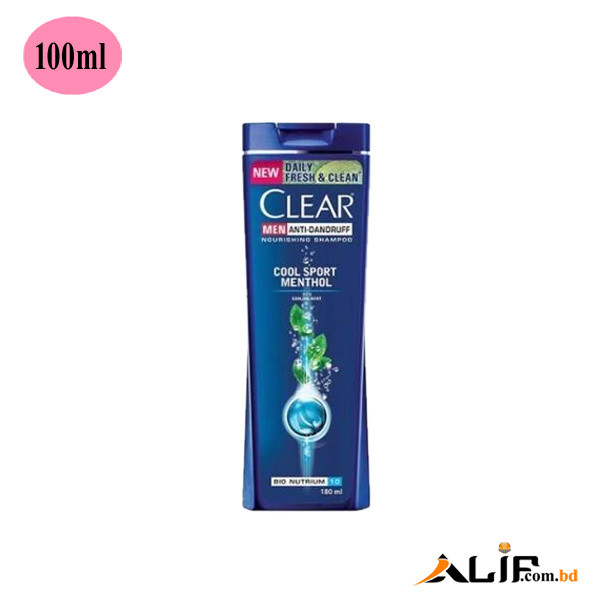 100ml
NEW DAILY
FRESH & CLEAN
CLEAR
MEN ANTI-DANDRUFF
NOURISHING SHAMPOO
COOL SPORT
MENTHOL
BIO NUTRIUM 10
180 ml
ALIF.com.bd